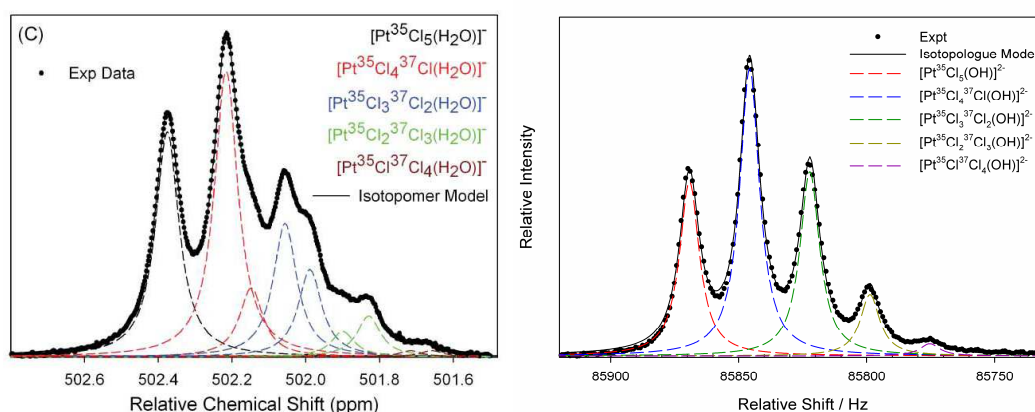 (C)
[Pt³⁵Cl₅(H₂O)]⁻
Exp Data
[Pt³⁵Cl₄³⁷Cl(H₂O)]⁻
[Pt³⁵Cl₃³⁷Cl₂(H₂O)]⁻
[Pt³⁵Cl₂³⁷Cl₃(H₂O)]⁻
[Pt³⁵Cl³⁷Cl₄(H₂O)]⁻
Isotopomer Model
502.6 502.4 502.2 502.0 501.8 501.6
Relative Chemical Shift (ppm)
Relative Intensity
Expt
Isotopologue Model
[Pt³⁵Cl₅(OH)]²⁻
[Pt³⁵Cl₄³⁷Cl(OH)]²⁻
[Pt³⁵Cl₃³⁷Cl₂(OH)]²⁻
[Pt³⁵Cl₂³⁷Cl₃(OH)]²⁻
[Pt³⁵Cl³⁷Cl₄(OH)]²⁻
85900 85850 85800 85750
Relative Shift / Hz